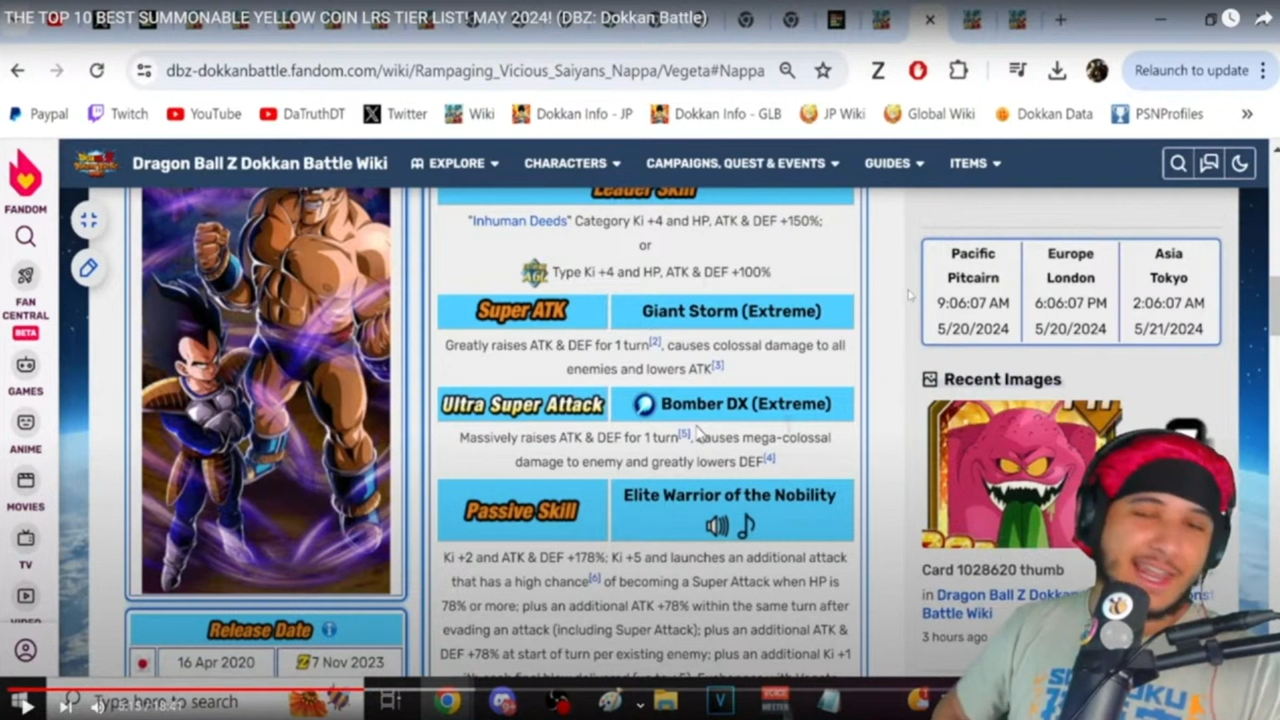 THE TOP 10 BEST SUMMONABLE YELLOW COIN LRS TIER LIST! MAY 2024! (DBZ: Dokkan Battle)
dbz-dokkanbattle.fandom.com/wiki/Rampaging_Vicious_Saiyans_Nappa/Vegeta#Nappa
Z
Relaunch to update
Paypal
Twitch
YouTube
DaTruthDT
Twitter
Wiki
Dokkan Info - JP
Dokkan Info - GLB
JP Wiki
Global Wiki
Dokkan Data
PSNProfiles
»
Dragon Ball Z Dokkan Battle Wiki
EXPLORE
CHARACTERS
CAMPAIGNS, QUEST & EVENTS
GUIDES
ITEMS
FANDOM
FAN
CENTRAL
BETA
GAMES
ANIME
MOVIES
TV
VIDEO
Leader Skill
"Inhuman Deeds" Category Ki +4 and HP, ATK & DEF +150%;
or
AGL Type Ki +4 and HP, ATK & DEF +100%
Super ATK
Giant Storm (Extreme)
Greatly raises ATK & DEF for 1 turn[2], causes colossal damage to all
enemies and lowers ATK[3]
Ultra Super Attack
Bomber DX (Extreme)
Massively raises ATK & DEF for 1 turn[5], causes mega-colossal
damage to enemy and greatly lowers DEF[4]
Passive Skill
Elite Warrior of the Nobility
Ki +2 and ATK & DEF +178%; Ki +5 and launches an additional attack
that has a high chance[6] of becoming a Super Attack when HP is
78% or more; plus an additional ATK +78% within the same turn after
evading an attack (including Super Attack); plus an additional ATK &
DEF +78% at start of turn per existing enemy; plus an additional Ki +1
Release Date
16 Apr 2020
7 Nov 2023
Pacific
Pitcairn
9:06:07 AM
5/20/2024
Europe
London
6:06:07 PM
5/20/2024
Asia
Tokyo
2:06:07 AM
5/21/2024
Recent Images
Card 1028620 thumb
in Dragon Ball Z Dokkan
Battle Wiki
3 hours ago
Type here to search
V
VOICE
MEETER